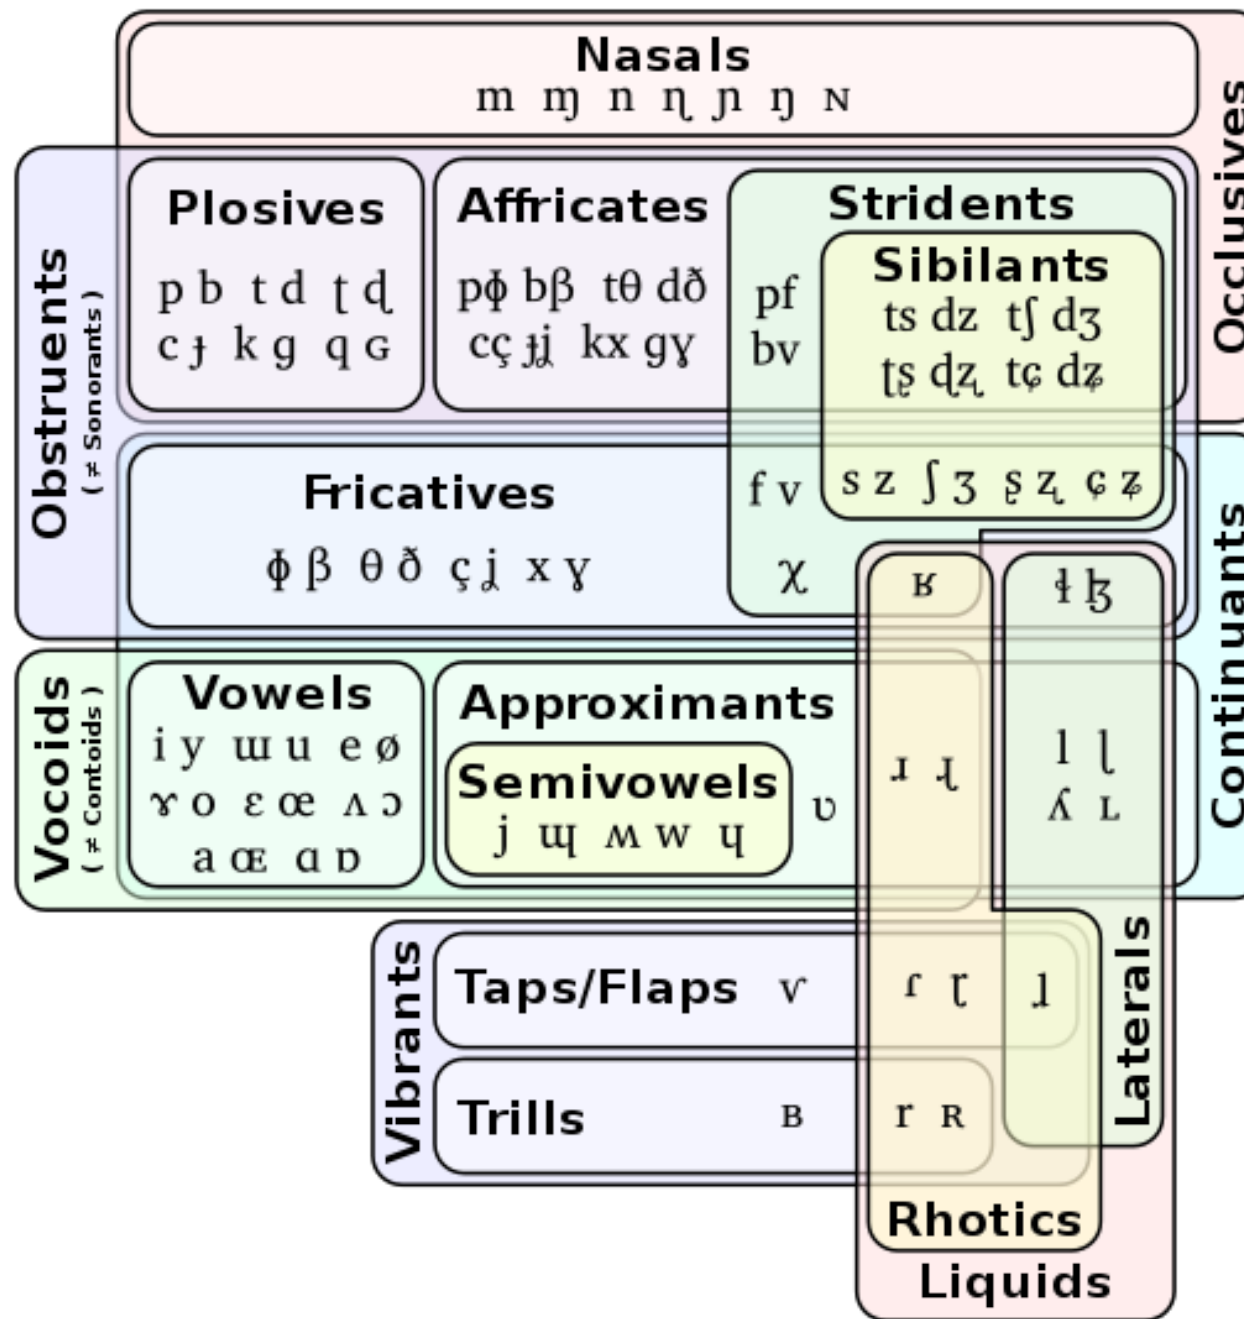 Nasals
m ɱ n ɳ ɲ ŋ ɴ
Occlusives
Obstruents
( ≠ Sonorants )
Plosives
p b t d ʈ ɖ
c ɟ k ɡ q ɢ
Affricates
pɸ bβ tθ dð
cç ɟʝ kx ɡɣ
Stridents
pf
bv
Sibilants
ts dz tʃ dʒ
ʈʂ ɖʐ tɕ dʑ
Fricatives
ɸ β θ ð ç ʝ x ɣ
f v
s z ʃ ʒ ʂ ʐ ɕ ʑ
χ
ʁ
ɬ ɮ
Continuants
Vocoids
( ≠ Contoids )
Vowels
i y ɯ u e ø
ɤ o ɛ œ ʌ ɔ
a ɶ ɑ ɒ
Approximants
Semivowels
j ɰ ʍ w ɥ
ʋ
ɹ ɻ
l ɭ
ʎ ʟ
Vibrants
Taps/Flaps
ⱱ
ɾ ɽ
ɺ
Trills
ʙ
r ʀ
Laterals
Rhotics
Liquids